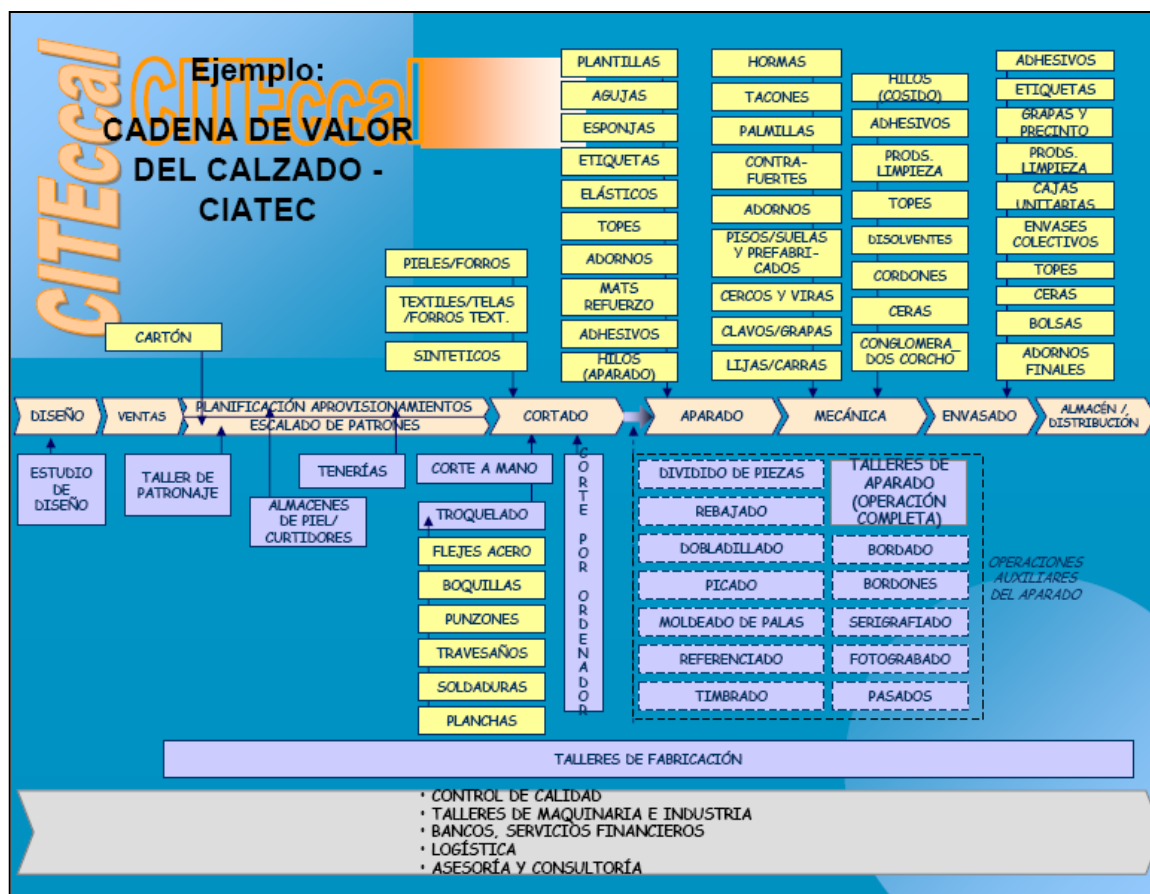 CITEccal
CITEccal
Ejemplo:
CADENA DE VALOR
DEL CALZADO -
CIATEC
CARTÓN
PIELES/FORROS
TEXTILES/TELAS
/FORROS TEXT.
SINTETICOS
PLANTILLAS
AGUJAS
ESPONJAS
ETIQUETAS
ELÁSTICOS
TOPES
ADORNOS
MATS
REFUERZO
ADHESIVOS
HILOS
(APARADO)
HORMAS
TACONES
PALMILLAS
CONTRA-
FUERTES
ADORNOS
PISOS/SUELAS
Y PREFABRI-
CADOS
CERCOS Y VIRAS
CLAVOS/GRAPAS
LIJAS/CARRAS
HILOS
(COSIDO)
ADHESIVOS
PRODS.
LIMPIEZA
TOPES
DISOLVENTES
CORDONES
CERAS
CONGLOMERA_
DOS CORCHO
ADHESIVOS
ETIQUETAS
GRAPAS Y
PRECINTO
PRODS.
LIMPIEZA
CAJAS
UNITARIAS
ENVASES
COLECTIVOS
TOPES
CERAS
BOLSAS
ADORNOS
FINALES
DISEÑO
VENTAS
PLANIFICACIÓN APROVISIONAMIENTOS
ESCALADO DE PATRONES
CORTADO
APARADO
MECÁNICA
ENVASADO
ALMACÉN /
DISTRIBUCIÓN
ESTUDIO
DE
DISEÑO
TALLER DE
PATRONAJE
ALMACENES
DE PIEL/
CURTIDORES
TENERÍAS
CORTE A MANO
TROQUELADO
FLEJES ACERO
BOQUILLAS
PUNZONES
TRAVESAÑOS
SOLDADURAS
PLANCHAS
CORTE POR ORDENADOR
DIVIDIDO DE PIEZAS
REBAJADO
DOBLADILLADO
PICADO
MOLDEADO DE PALAS
REFERENCIADO
TIMBRADO
TALLERES DE
APARADO
(OPERACIÓN
COMPLETA)
BORDADO
BORDONES
SERIGRAFIADO
FOTOGRABADO
PASADOS
OPERACIONES
AUXILIARES
DEL APARADO
TALLERES DE FABRICACIÓN
• CONTROL DE CALIDAD
• TALLERES DE MAQUINARIA E INDUSTRIA
• BANCOS, SERVICIOS FINANCIEROS
• LOGÍSTICA
• ASESORÍA Y CONSULTORÍA